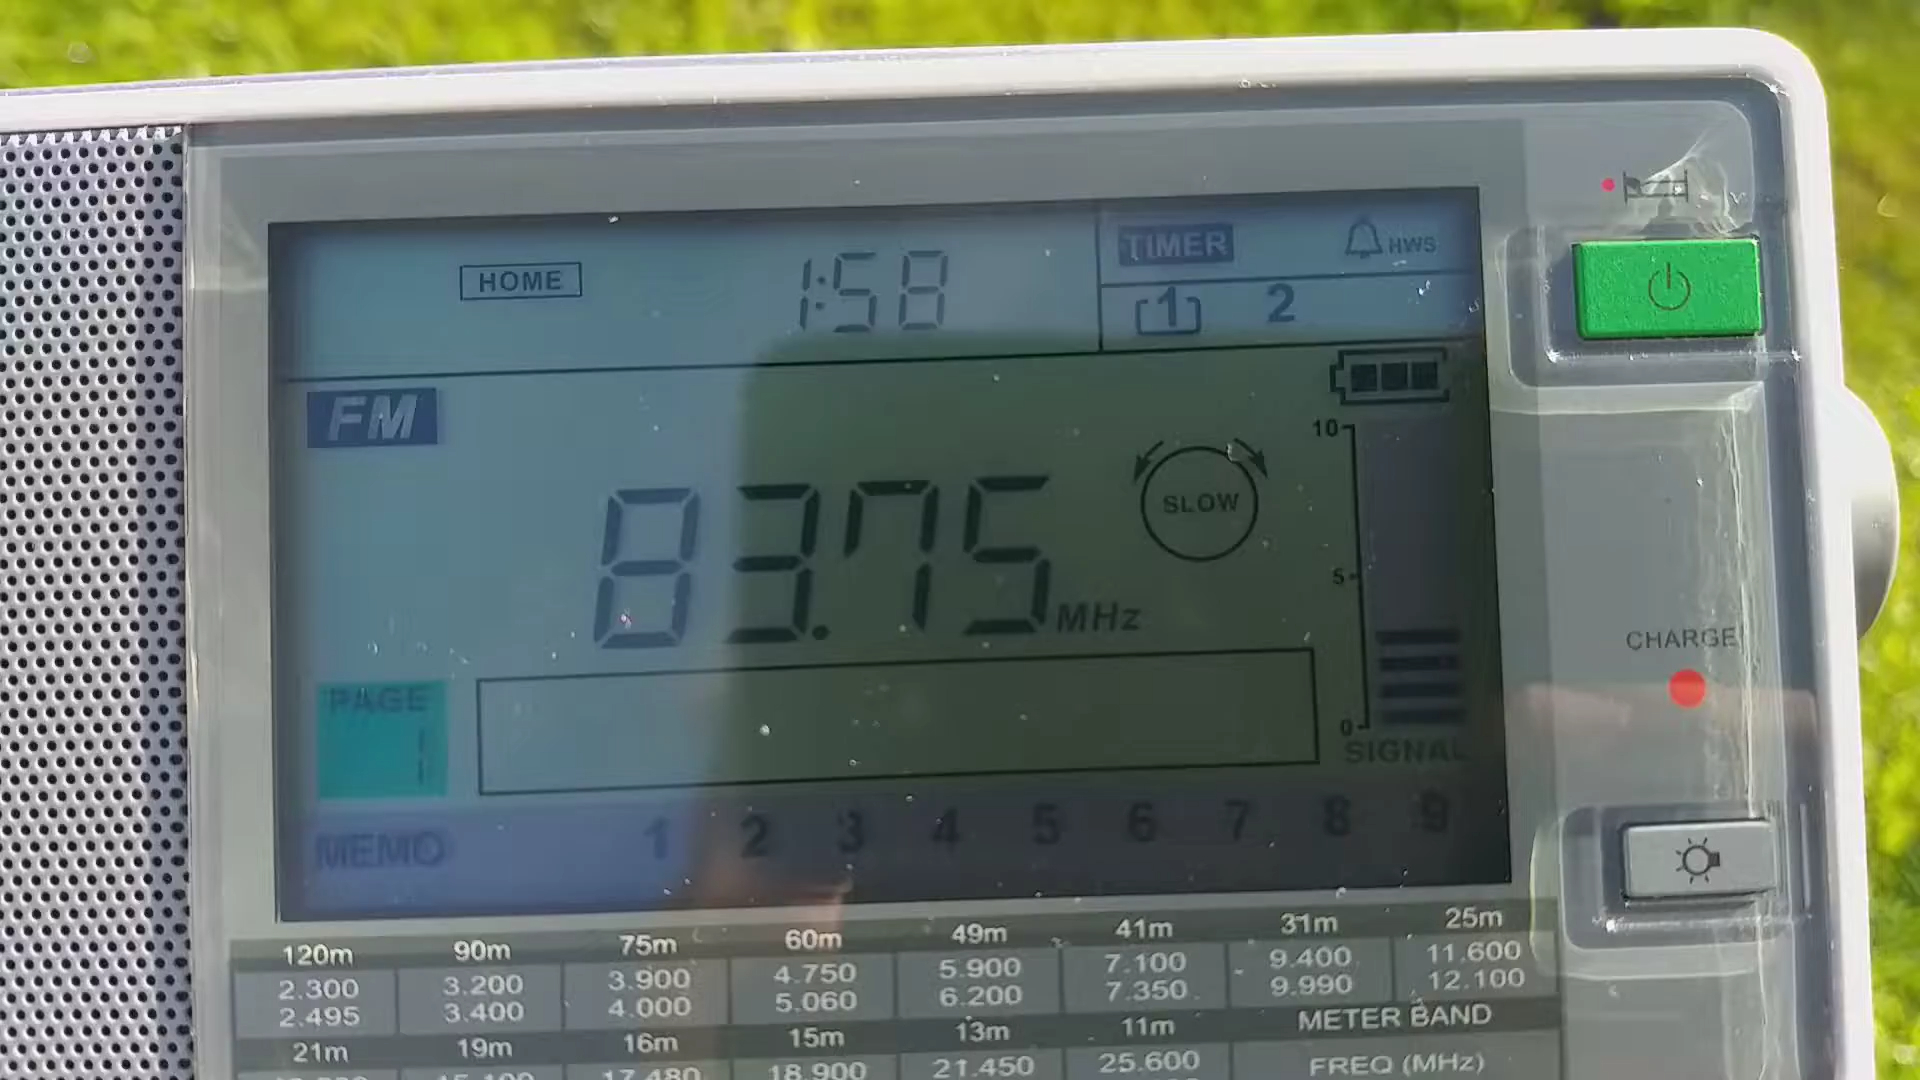 HOME 1:58 TIMER HWS
1 2
FM
10
SLOW
83.75 MHz
5
CHARGE
PAGE
1
0
SIGNAL
MEMO 1 2 3 4 5 6 7 8 9
120m 90m 75m 60m 49m 41m 31m 25m
2.300 3.200 3.900 4.750 5.900 7.100 9.400 11.600
2.495 3.400 4.000 5.060 6.200 7.350 9.990 12.100
21m 19m 16m 15m 13m 11m METER BAND
17.480 18.900 21.450 25.600 FREQ (MHz)